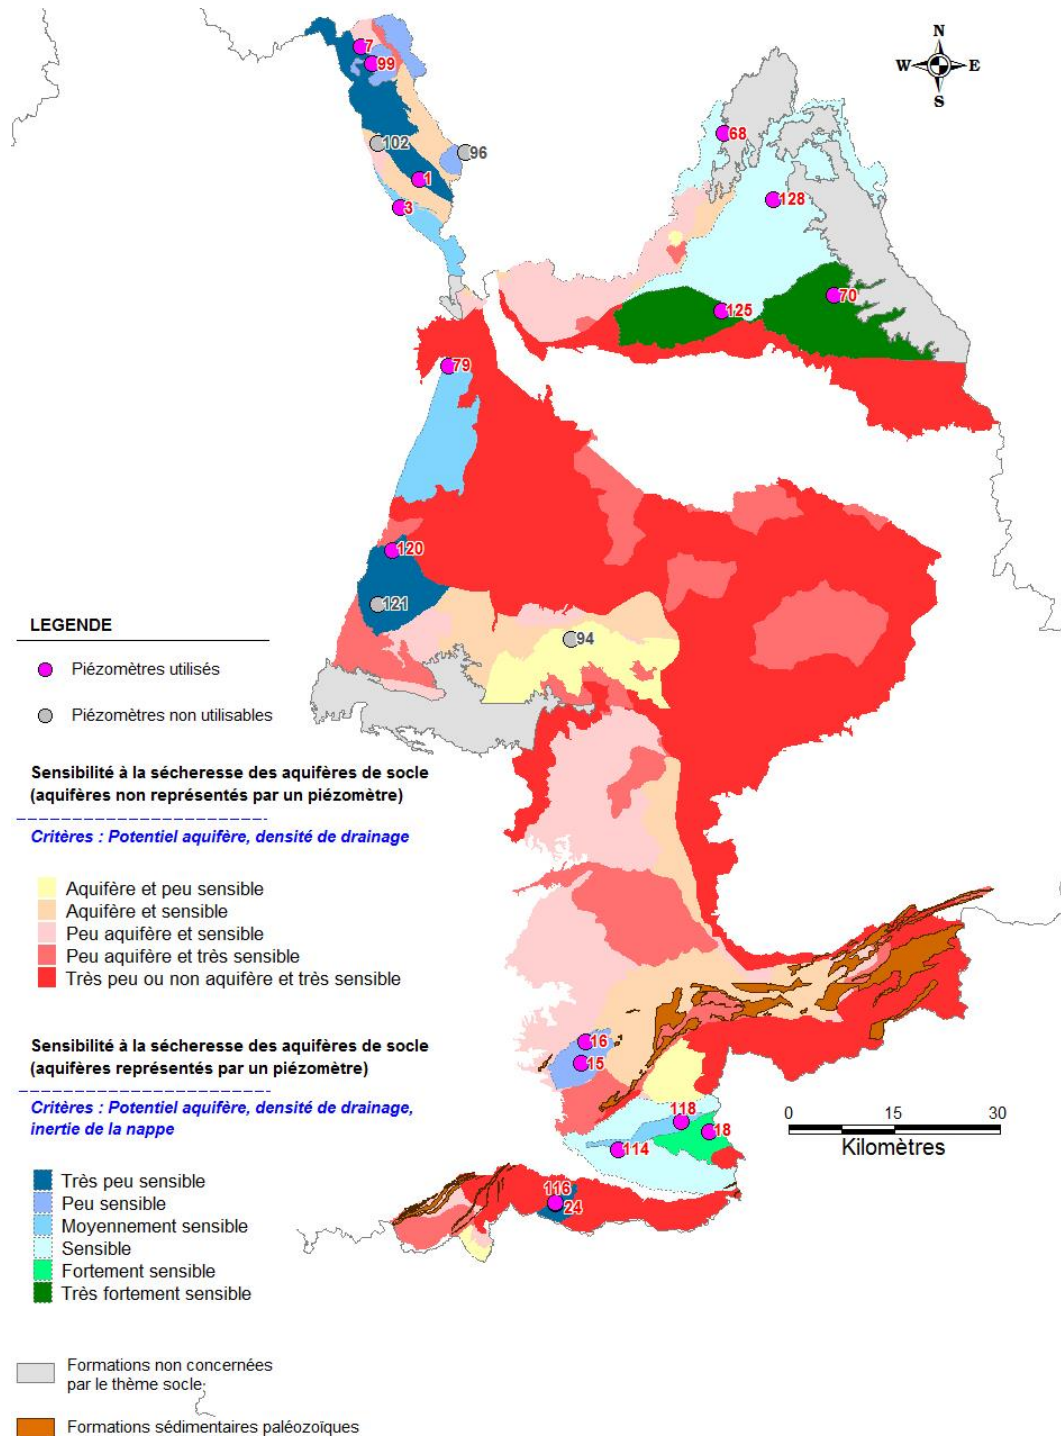 N
W E
S
7
99
102
96
1
3
68
128
125
70
79
120
121
94
16
15
118
18
114
116
24
0 15 30
Kilomètres
LEGENDE
Piézomètres utilisés
Piézomètres non utilisables
Sensibilité à la sécheresse des aquifères de socle
(aquifères non représentés par un piézomètre)
Critères : Potentiel aquifère, densité de drainage
Aquifère et peu sensible
Aquifère et sensible
Peu aquifère et sensible
Peu aquifère et très sensible
Très peu ou non aquifère et très sensible
Sensibilité à la sécheresse des aquifères de socle
(aquifères représentés par un piézomètre)
Critères : Potentiel aquifère, densité de drainage,
inertie de la nappe
Très peu sensible
Peu sensible
Moyennement sensible
Sensible
Fortement sensible
Très fortement sensible
Formations non concernées
par le thème socle
Formations sédimentaires paléozoïques